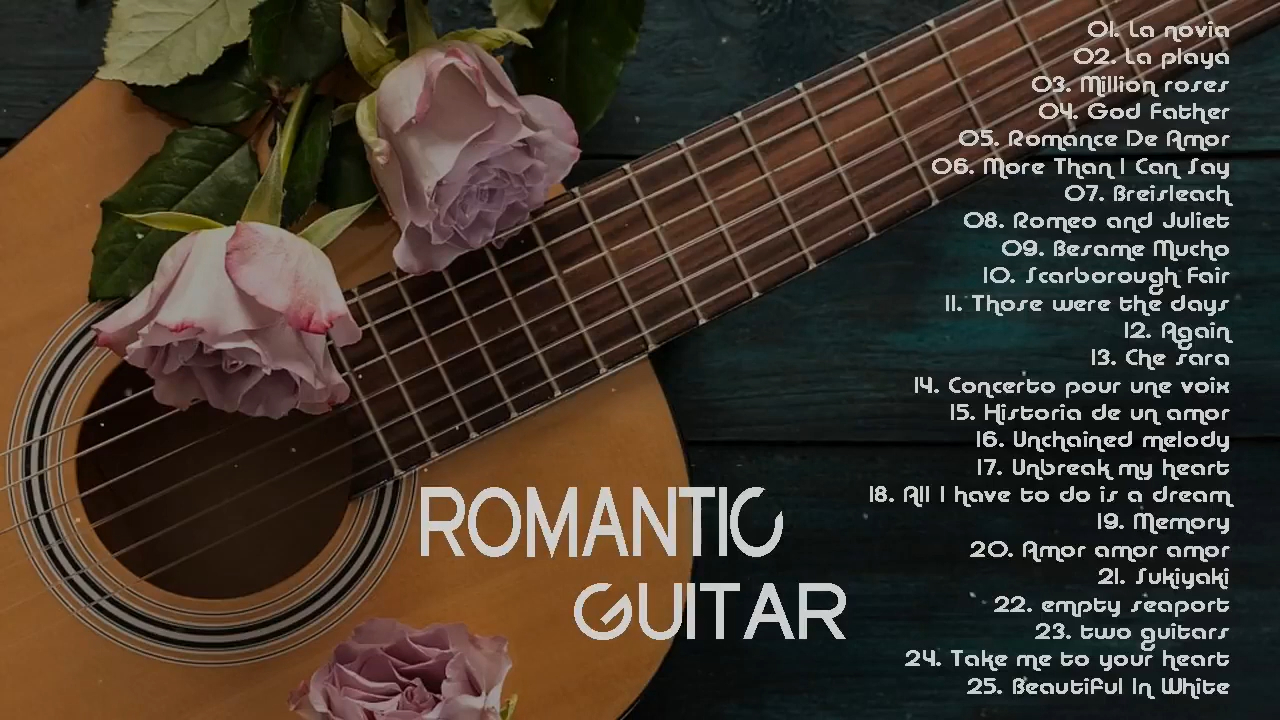 01. La novia
02. La playa
03. Million roses
04. God Father
05. Romance De Amor
06. More Than I Can Say
07. Breisleach
08. Romeo and Juliet
09. Besame Mucho
10. Scarborough Fair
11. Those were the days
12. Again
13. Che sara
14. Concerto pour une voix
15. Historia de un amor
16. Unchained melody
17. Unbreak my heart
18. All I have to do is a dream
19. Memory
20. Amor amor amor
21. Sukiyaki
22. empty seaport
23. two guitars
24. Take me to your heart
25. Beautiful In White
ROMANTIC
GUITAR